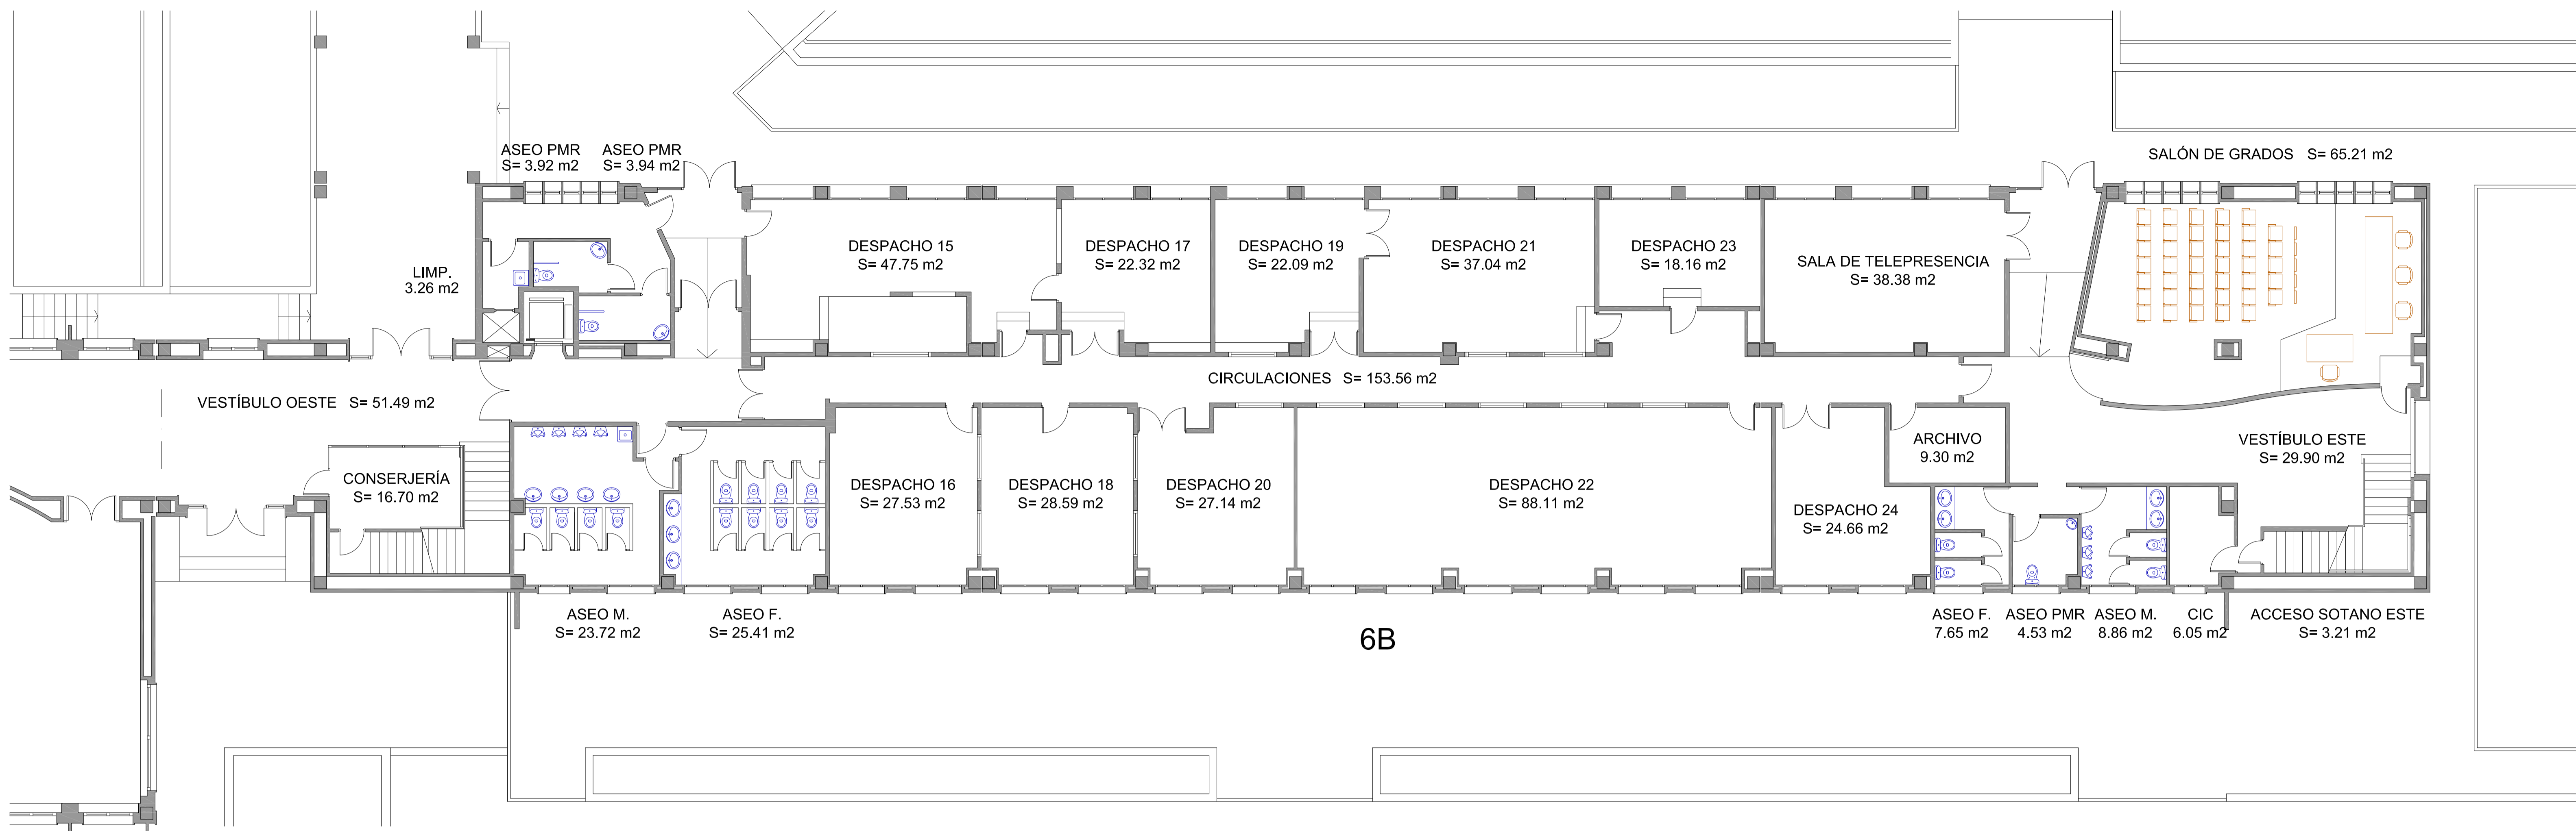 ASEO PMR
S= 3.92 m2
ASEO PMR
S= 3.94 m2
SALÓN DE GRADOS S= 65.21 m2
LIMP.
3.26 m2
DESPACHO 15
S= 47.75 m2
DESPACHO 17
S= 22.32 m2
DESPACHO 19
S= 22.09 m2
DESPACHO 21
S= 37.04 m2
DESPACHO 23
S= 18.16 m2
SALA DE TELEPRESENCIA
S= 38.38 m2
CIRCULACIONES S= 153.56 m2
VESTÍBULO OESTE S= 51.49 m2
CONSERJERÍA
S= 16.70 m2
DESPACHO 16
S= 27.53 m2
DESPACHO 18
S= 28.59 m2
DESPACHO 20
S= 27.14 m2
DESPACHO 22
S= 88.11 m2
DESPACHO 24
S= 24.66 m2
ARCHIVO
9.30 m2
VESTÍBULO ESTE
S= 29.90 m2
ASEO M.
S= 23.72 m2
ASEO F.
S= 25.41 m2
6B
ASEO F.
7.65 m2
ASEO PMR
4.53 m2
ASEO M.
8.86 m2
CIC
6.05 m2
ACCESO SOTANO ESTE
S= 3.21 m2